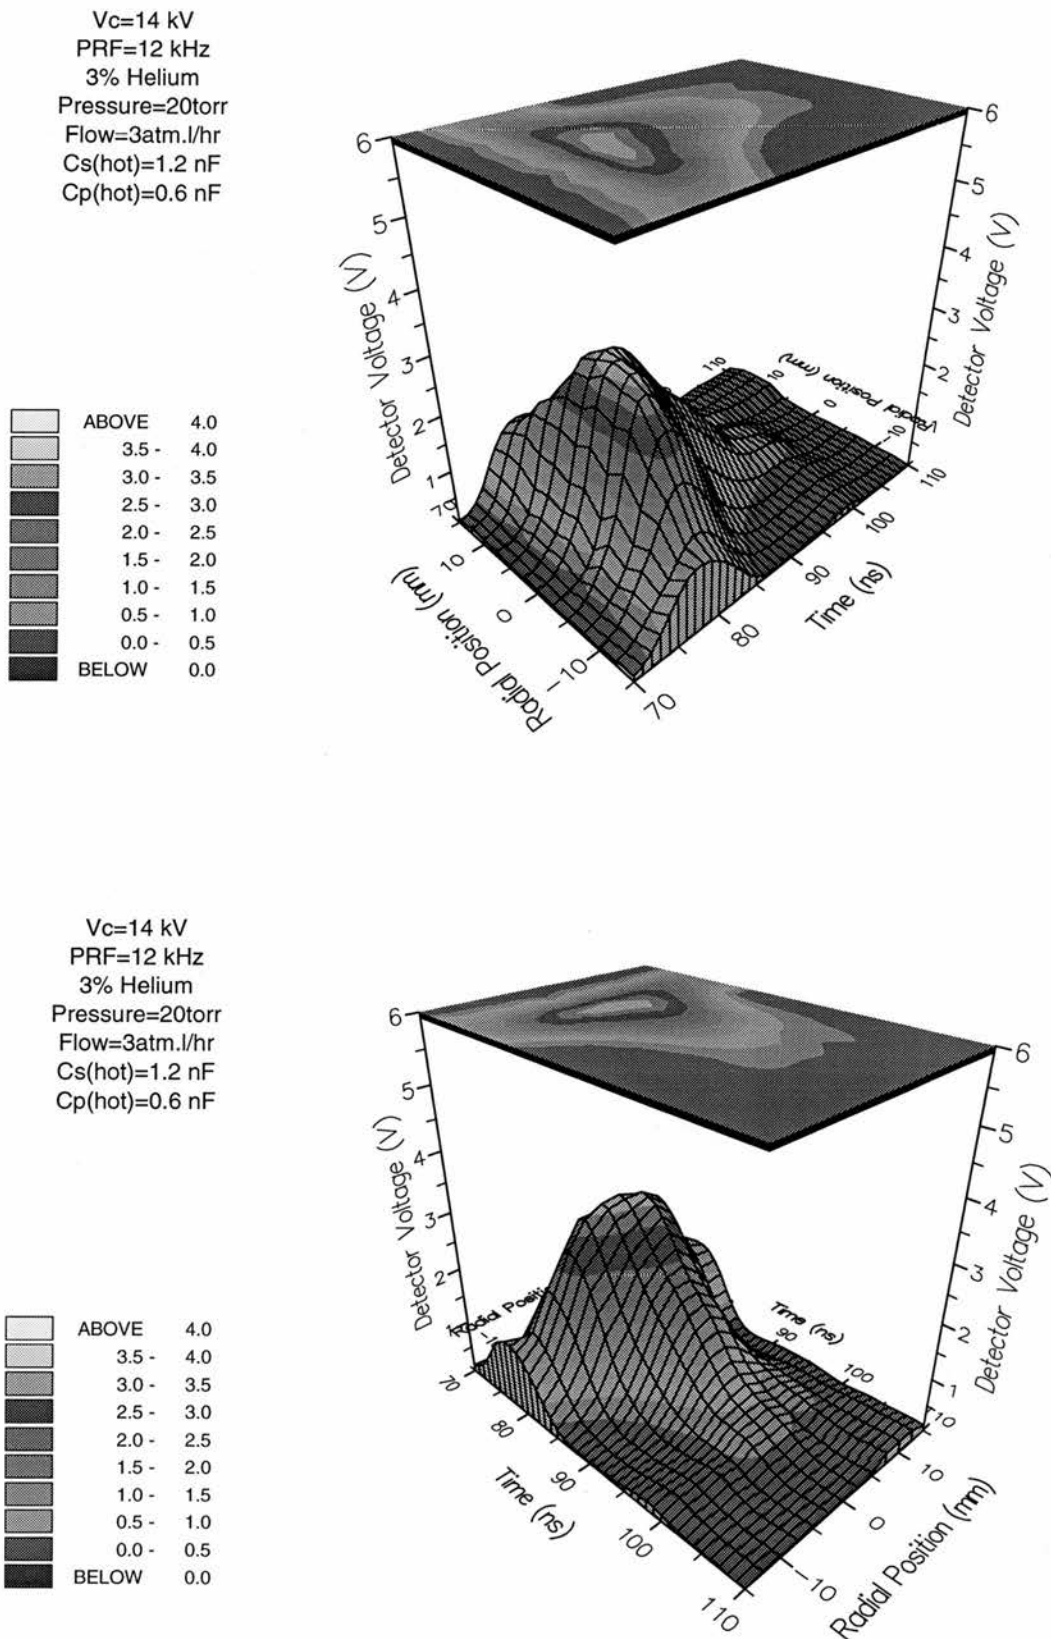 Vc=14 kV
PRF=12 kHz
3% Helium
Pressure=20torr
Flow=3atm.l/hr
Cs(hot)=1.2 nF
Cp(hot)=0.6 nF
ABOVE 4.0
3.5 - 4.0
3.0 - 3.5
2.5 - 3.0
2.0 - 2.5
1.5 - 2.0
1.0 - 1.5
0.5 - 1.0
0.0 - 0.5
BELOW 0.0
6
5
4
3
2
1
Detector Voltage (V)
70
10
0
-10
Radial Position (mm)
70
80
90
100
110
Time (ns)
6
5
4
3
2
Detector Voltage (V)
110
10
0
-10
Radial Position (mm)
Vc=14 kV
PRF=12 kHz
3% Helium
Pressure=20torr
Flow=3atm.l/hr
Cs(hot)=1.2 nF
Cp(hot)=0.6 nF
ABOVE 4.0
3.5 - 4.0
3.0 - 3.5
2.5 - 3.0
2.0 - 2.5
1.5 - 2.0
1.0 - 1.5
0.5 - 1.0
0.0 - 0.5
BELOW 0.0
6
5
4
3
2
Detector Voltage (V)
Radial Positi
70
80
90
100
110
Time (ns)
Time (ns)
90
100
6
5
4
3
2
1
Detector Voltage (V)
10
0
-10
Radial Position (mm)